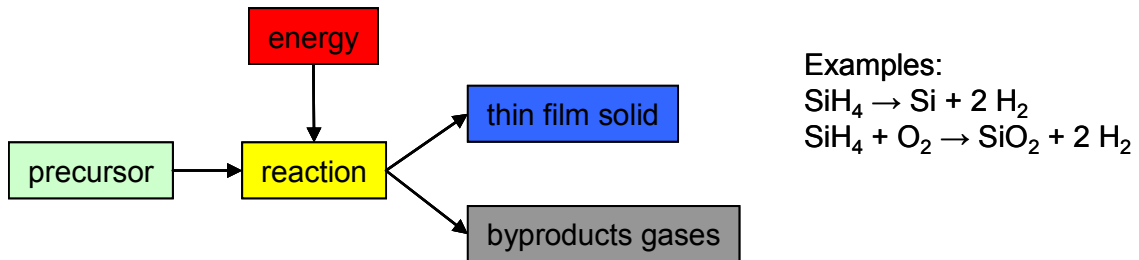 energy
thin film solid
precursor
reaction
byproducts gases
Examples:
SiH₄ → Si + 2 H₂
SiH₄ + O₂ → SiO₂ + 2 H₂